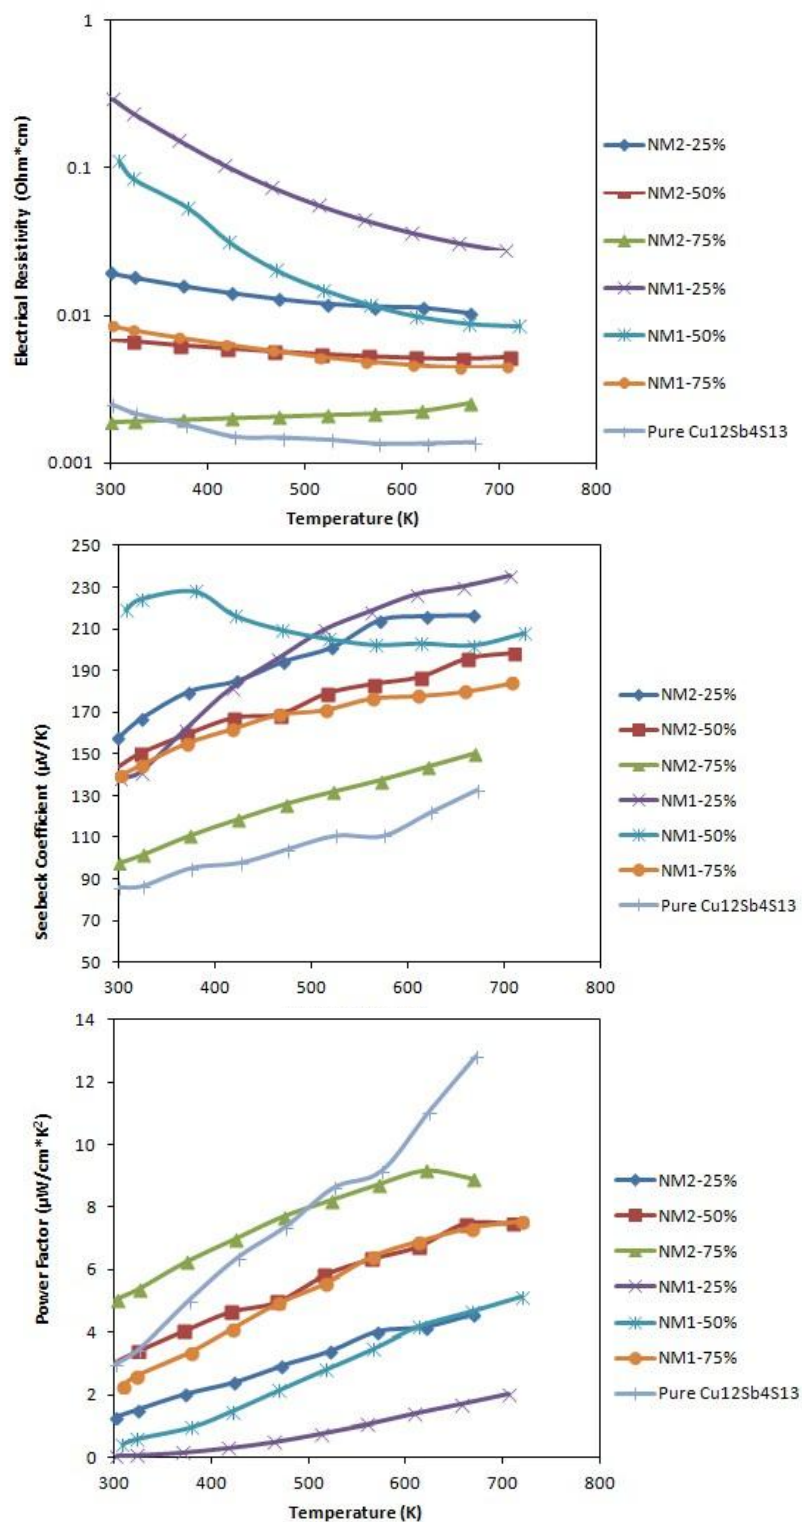 1
0.1
0.01
0.001
Electrical Resistivity (Ohm*cm)
300 400 500 600 700 800
Temperature (K)
NM2-25%
NM2-50%
NM2-75%
NM1-25%
NM1-50%
NM1-75%
Pure Cu12Sb4S13
250
230
210
190
170
150
130
110
90
70
50
Seebeck Coefficient (µV/K)
300 400 500 600 700 800
NM2-25%
NM2-50%
NM2-75%
NM1-25%
NM1-50%
NM1-75%
Pure Cu12Sb4S13
14
12
10
8
6
4
2
0
Power Factor (µW/cm*K²)
300 400 500 600 700 800
Temperature (K)
NM2-25%
NM2-50%
NM2-75%
NM1-25%
NM1-50%
NM1-75%
Pure Cu12Sb4S13